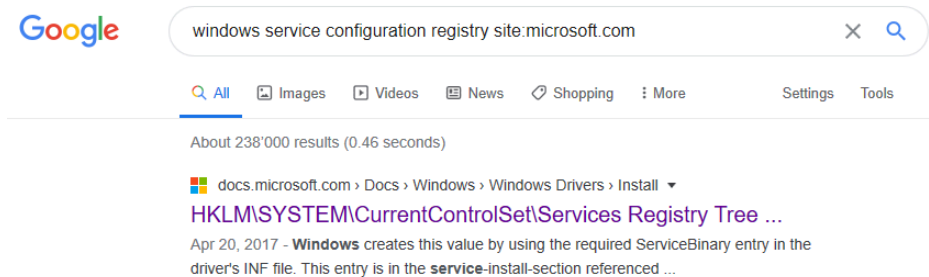 Google
windows service configuration registry site:microsoft.com
All Images Videos News Shopping More Settings Tools
About 238'000 results (0.46 seconds)
docs.microsoft.com › Docs › Windows › Windows Drivers › Install
HKLM\SYSTEM\CurrentControlSet\Services Registry Tree ...
Apr 20, 2017 - Windows creates this value by using the required ServiceBinary entry in the
driver's INF file. This entry is in the service-install-section referenced ...